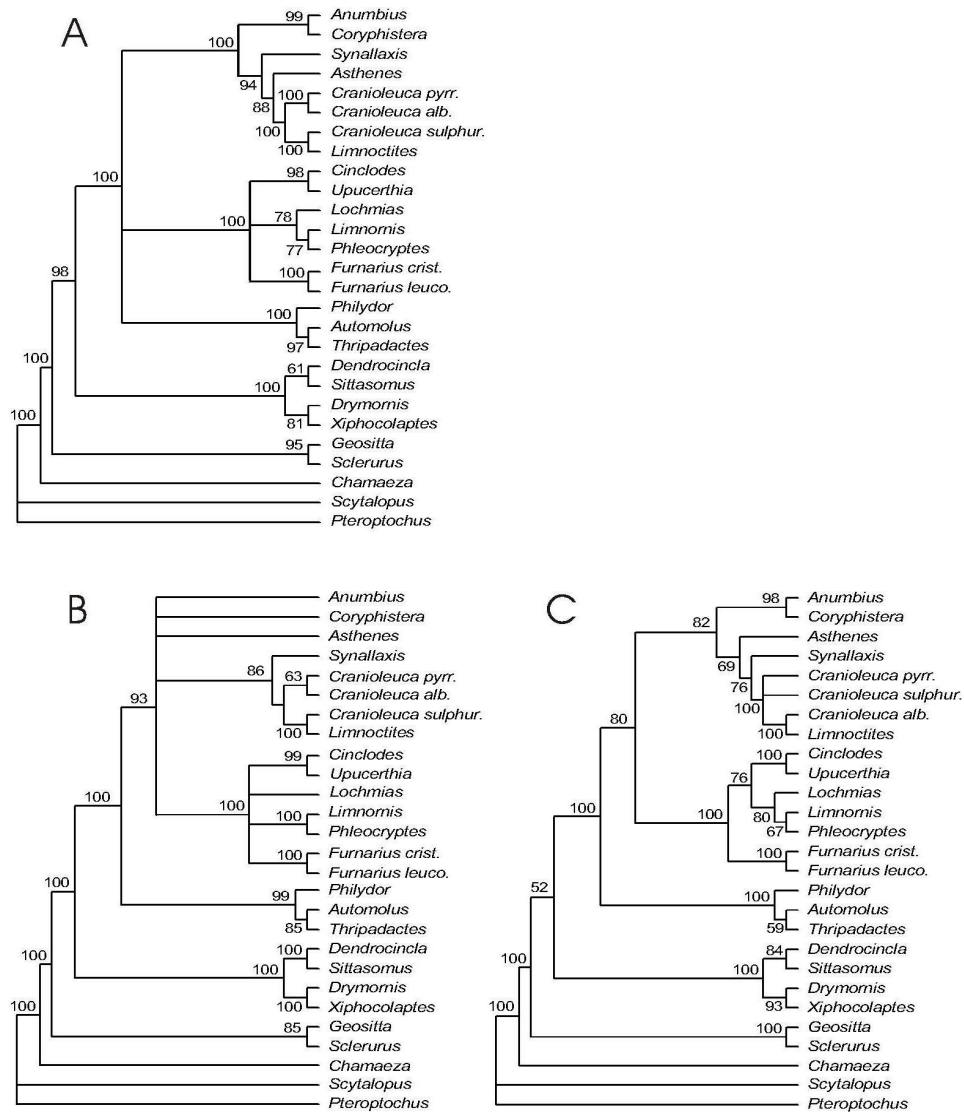 A
99
Anumbius
Coryphistera
100
Synallaxis
94
Asthenes
88
100
Cranioleuca pyrr.
Cranioleuca alb.
100
Cranioleuca sulphur.
100
Limnoctites
98
Cinclodes
Upucerthia
100
78
Lochmias
Limnornis
77
Phleocryptes
100
Furnarius crist.
Furnarius leuco.
100
98
100
Philydor
Automolus
97
Thripadactes
61
Dendrocincla
100
Sittasomus
Drymornis
81
Xiphocolaptes
100
100
95
Geositta
Sclerurus
Chamaeza
Scytalopus
Pteroptochus
B
Anumbius
Coryphistera
Asthenes
86
Synallaxis
63
Cranioleuca pyrr.
Cranioleuca alb.
Cranioleuca sulphur.
100
Limnoctites
93
99
Cinclodes
Upucerthia
100
Lochmias
100
Limnornis
Phleocryptes
100
Furnarius crist.
Furnarius leuco.
100
99
Philydor
Automolus
85
Thripadactes
100
100
Dendrocincla
100
Sittasomus
Drymornis
100
Xiphocolaptes
100
85
Geositta
Sclerurus
100
Chamaeza
Scytalopus
Pteroptochus
C
98
Anumbius
Coryphistera
82
69
Asthenes
76
Synallaxis
Cranioleuca pyrr.
100
Cranioleuca sulphur.
Cranioleuca alb.
100
Limnoctites
80
100
Cinclodes
76
Upucerthia
100
Lochmias
80
Limnornis
67
Phleocryptes
100
Furnarius crist.
Furnarius leuco.
100
100
Philydor
Automolus
59
Thripadactes
52
84
Dendrocincla
100
Sittasomus
Drymornis
93
Xiphocolaptes
100
100
Geositta
Sclerurus
100
Chamaeza
Scytalopus
Pteroptochus